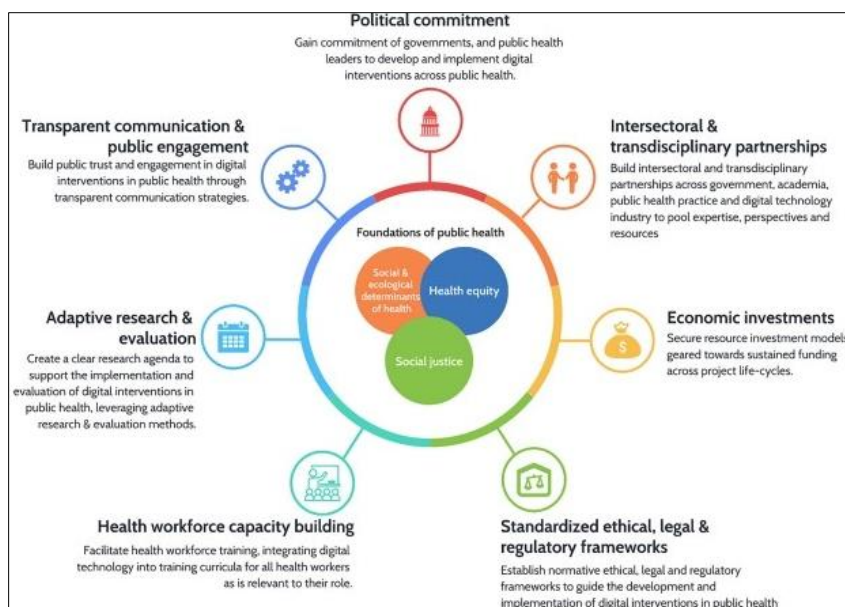 Political commitment
Gain commitment of governments, and public health
leaders to develop and implement digital
interventions across public health.
Transparent communication &
public engagement
Build public trust and engagement in digital
interventions in public health through
transparent communication strategies.
Intersectoral &
transdisciplinary partnerships
Build intersectoral and transdisciplinary
partnerships across government, academia,
public health practice and digital technology
industry to pool expertise, perspectives and
resources
Foundations of public health
Social &
ecological
determinants
of health
Health equity
Social justice
Adaptive research &
evaluation
Create a clear research agenda to
support the implementation and
evaluation of digital interventions in
public health, leveraging adaptive
research & evaluation methods.
Economic investments
Secure resource investment models
geared towards sustained funding
across project life-cycles.
$
Health workforce capacity building
Facilitate health workforce training, integrating digital
technology into training curricula for all health workers
as is relevant to their role.
Standardized ethical, legal &
regulatory frameworks
Establish normative ethical, legal and regulatory
frameworks to guide the development and
implementation of digital interventions in public health